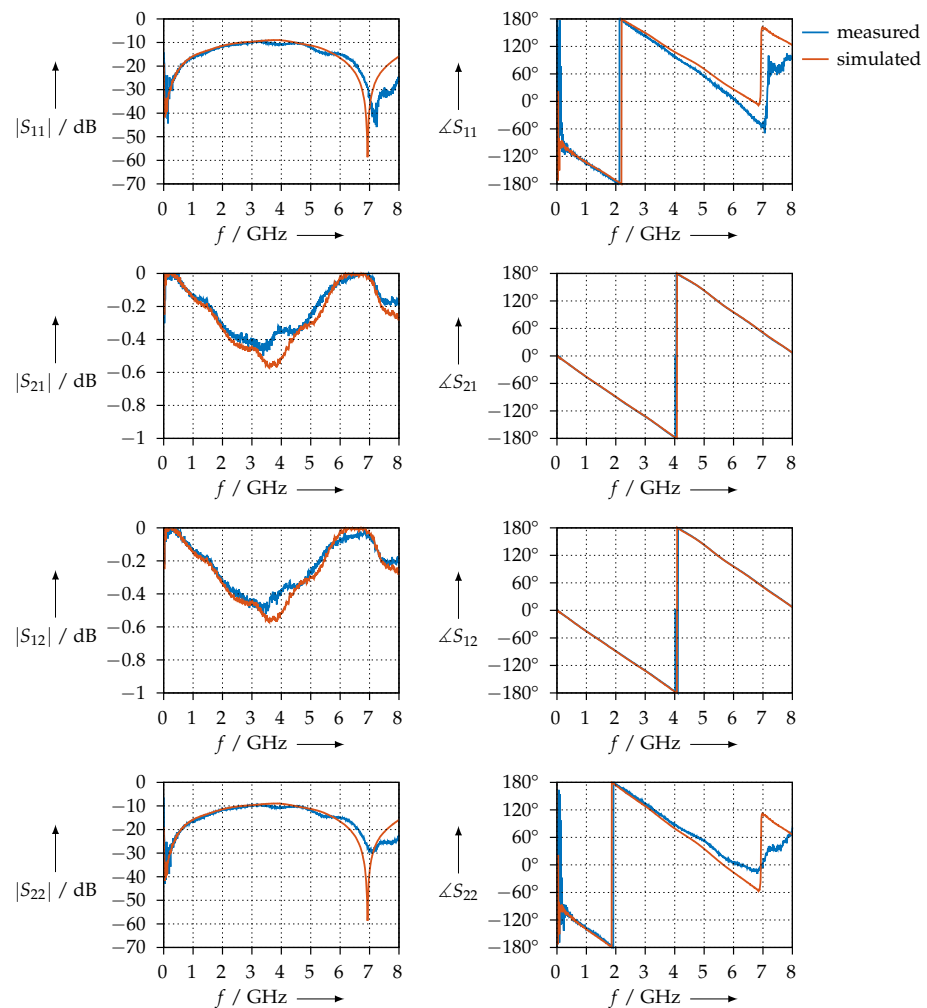 measured
simulated
0
−10
−20
−30
−40
−50
−60
−70
|S11| / dB
0 1 2 3 4 5 6 7 8
f / GHz
180°
120°
60°
0°
−60°
−120°
−180°
∡S11
0 1 2 3 4 5 6 7 8
f / GHz
0
−0.2
−0.4
−0.6
−0.8
−1
|S21| / dB
0 1 2 3 4 5 6 7 8
f / GHz
180°
120°
60°
0°
−60°
−120°
−180°
∡S21
0 1 2 3 4 5 6 7 8
f / GHz
0
−0.2
−0.4
−0.6
−0.8
−1
|S12| / dB
0 1 2 3 4 5 6 7 8
f / GHz
180°
120°
60°
0°
−60°
−120°
−180°
∡S12
0 1 2 3 4 5 6 7 8
f / GHz
0
−10
−20
−30
−40
−50
−60
−70
|S22| / dB
0 1 2 3 4 5 6 7 8
f / GHz
180°
120°
60°
0°
−60°
−120°
−180°
∡S22
0 1 2 3 4 5 6 7 8
f / GHz